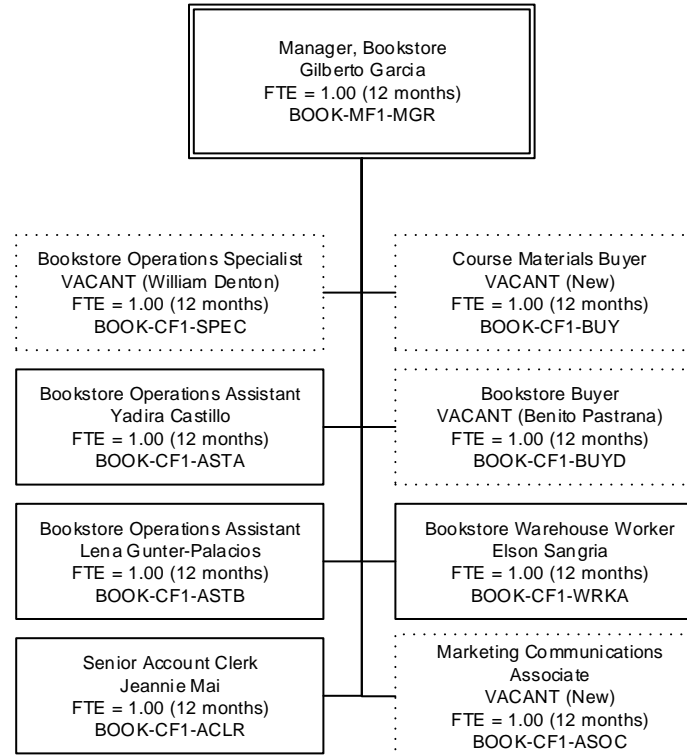 Manager, Bookstore
Gilberto Garcia
FTE = 1.00 (12 months)
BOOK-MF1-MGR
Bookstore Operations Specialist
VACANT (William Denton)
FTE = 1.00 (12 months)
BOOK-CF1-SPEC
Course Materials Buyer
VACANT (New)
FTE = 1.00 (12 months)
BOOK-CF1-BUY
Bookstore Operations Assistant
Yadira Castillo
FTE = 1.00 (12 months)
BOOK-CF1-ASTA
Bookstore Buyer
VACANT (Benito Pastrana)
FTE = 1.00 (12 months)
BOOK-CF1-BUYD
Bookstore Operations Assistant
Lena Gunter-Palacios
FTE = 1.00 (12 months)
BOOK-CF1-ASTB
Bookstore Warehouse Worker
Elson Sangria
FTE = 1.00 (12 months)
BOOK-CF1-WRKA
Senior Account Clerk
Jeannie Mai
FTE = 1.00 (12 months)
BOOK-CF1-ACLR
Marketing Communications
Associate
VACANT (New)
FTE = 1.00 (12 months)
BOOK-CF1-ASOC